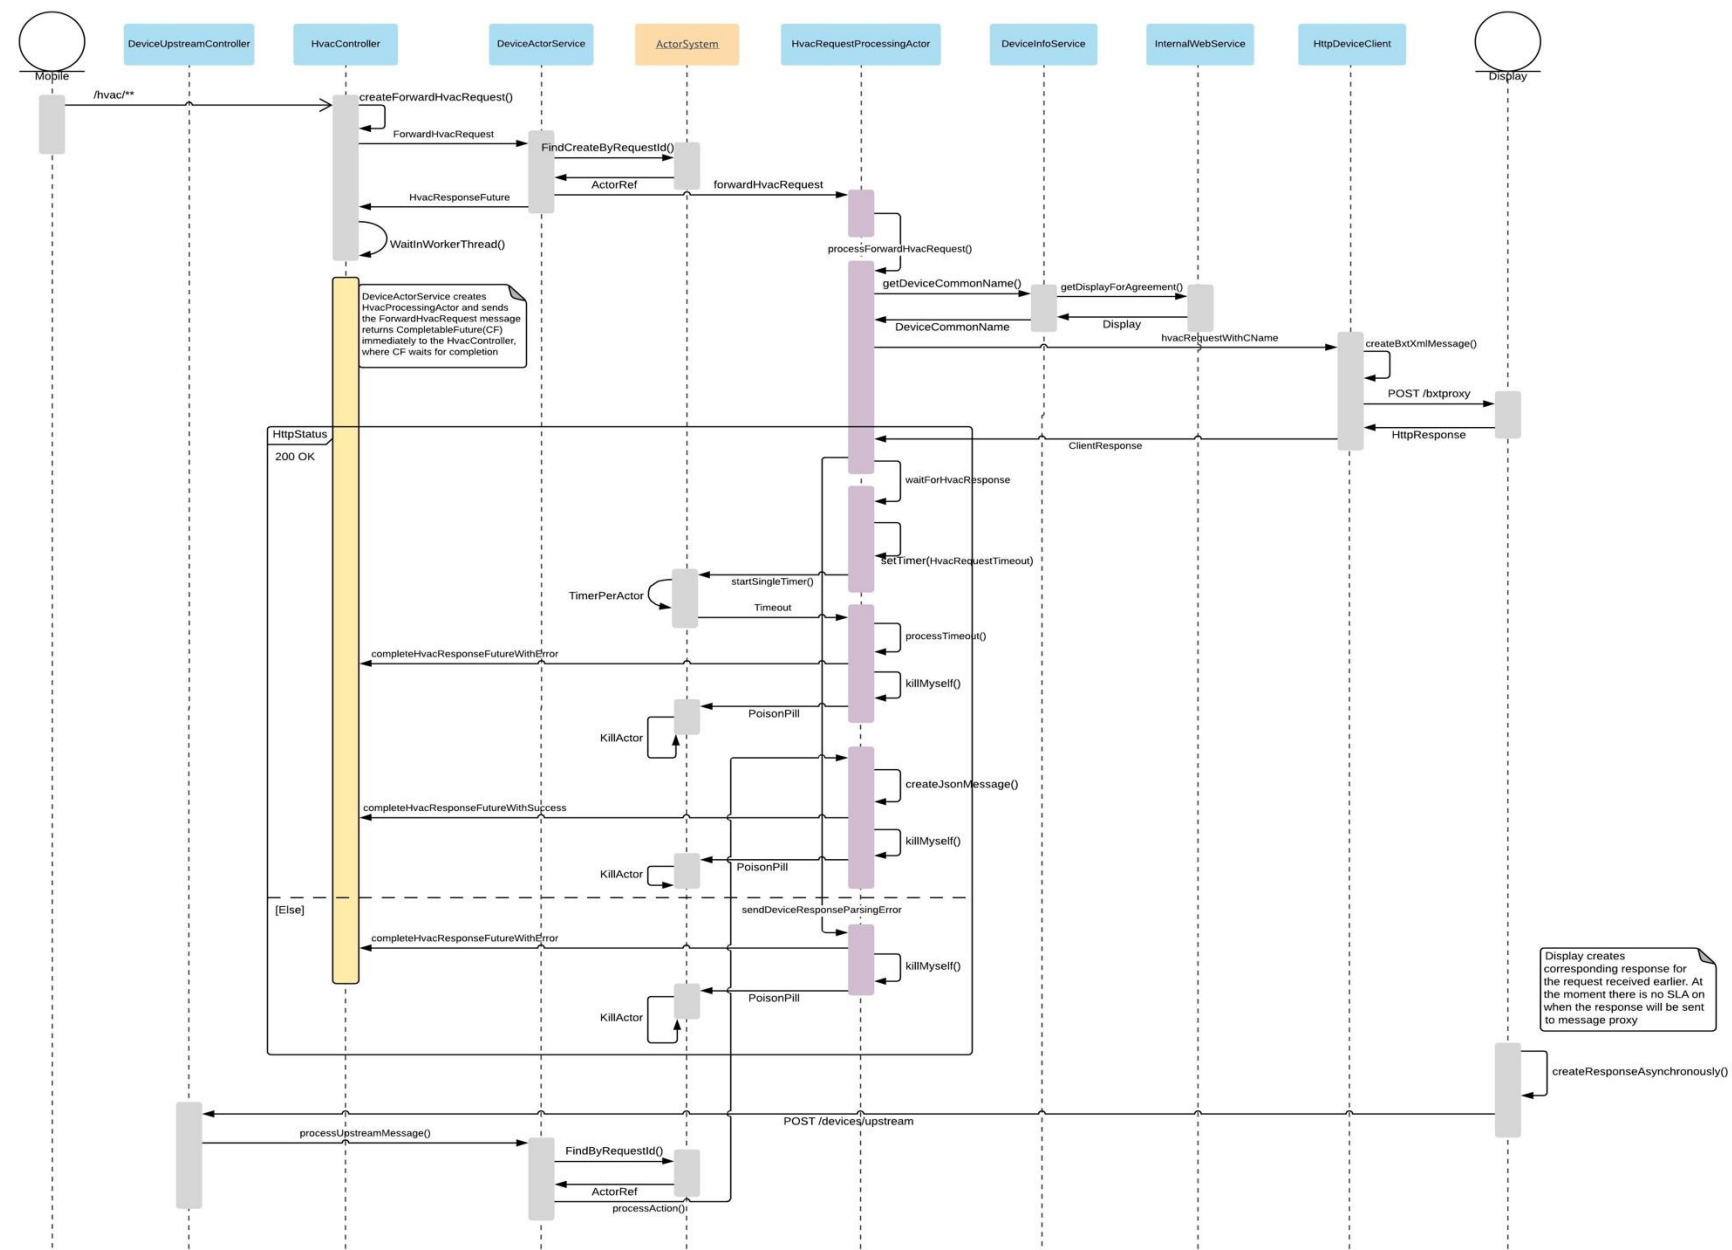 DeviceUpstreamController
HvacController
DeviceActorService
ActorSystem
HvacRequestProcessingActor
DeviceInfoService
InternalWebService
HttpDeviceClient
Mobile
Display
/hvac/**
createForwardHvacRequest()
ForwardHvacRequest
FindCreateByRequestId()
ActorRef
forwardHvacRequest
HvacResponseFuture
WaitInWorkerThread()
processForwardHvacRequest()
DeviceActorService creates
HvacProcessingActor and sends
the ForwardHvacRequest message
returns CompletableFuture(CF)
immediately to the HvacController,
where CF waits for completion
getDeviceCommonName()
getDisplayForAgreement()
Display
DeviceCommonName
hvacRequestWithCName
createBxtXmlMessage()
POST /bxtproxy
HttpResponse
ClientResponse
HttpStatus
200 OK
waitForHvacResponse
setTimer(HvacRequestTimeout)
startSingleTimer()
TimerPerActor
Timeout
processTimeout()
completeHvacResponseFutureWithError
killMyself()
PoisonPill
KillActor
createJsonMessage()
completeHvacResponseFutureWithSuccess
killMyself()
PoisonPill
KillActor
[Else]
sendDeviceResponseParsingError
completeHvacResponseFutureWithError
killMyself()
PoisonPill
KillActor
Display creates
corresponding response for
the request received earlier. At
the moment there is no SLA on
when the response will be sent
to message proxy
createResponseAsynchronously()
POST /devices/upstream
processUpstreamMessage()
FindByRequestId()
ActorRef
processAction()